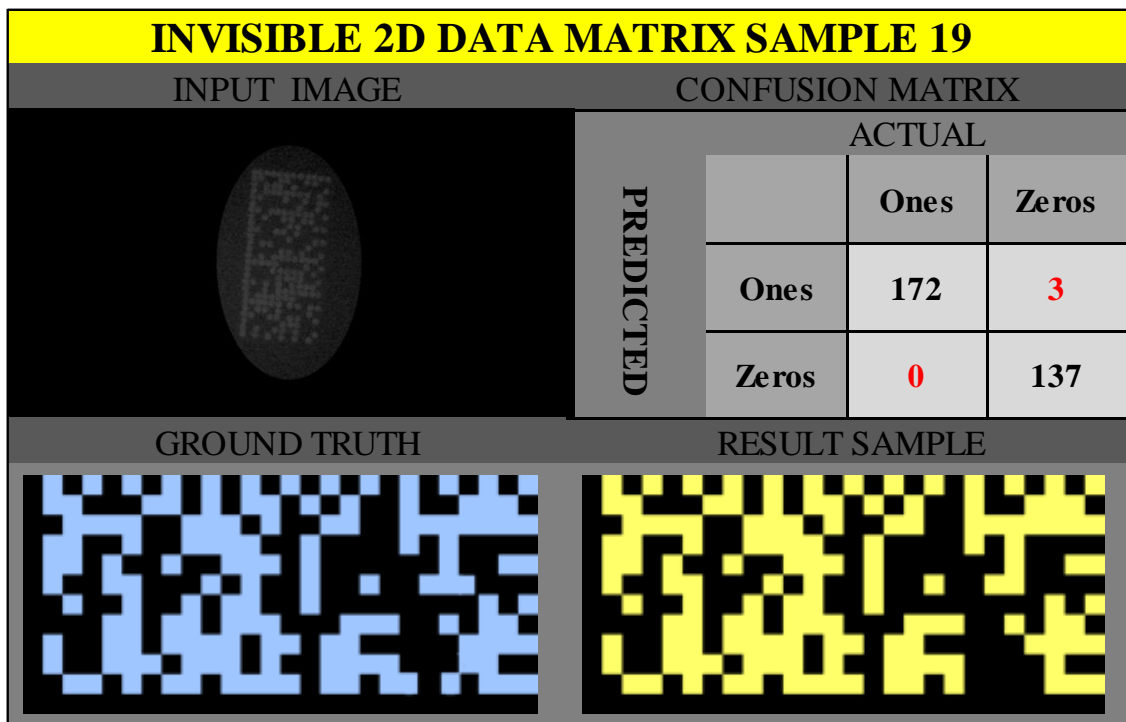 INVISIBLE 2D DATA MATRIX SAMPLE 19
INPUT IMAGE
CONFUSION MATRIX
ACTUAL
PREDICTED
Ones Zeros
Ones 172 3
Zeros 0 137
GROUND TRUTH
RESULT SAMPLE